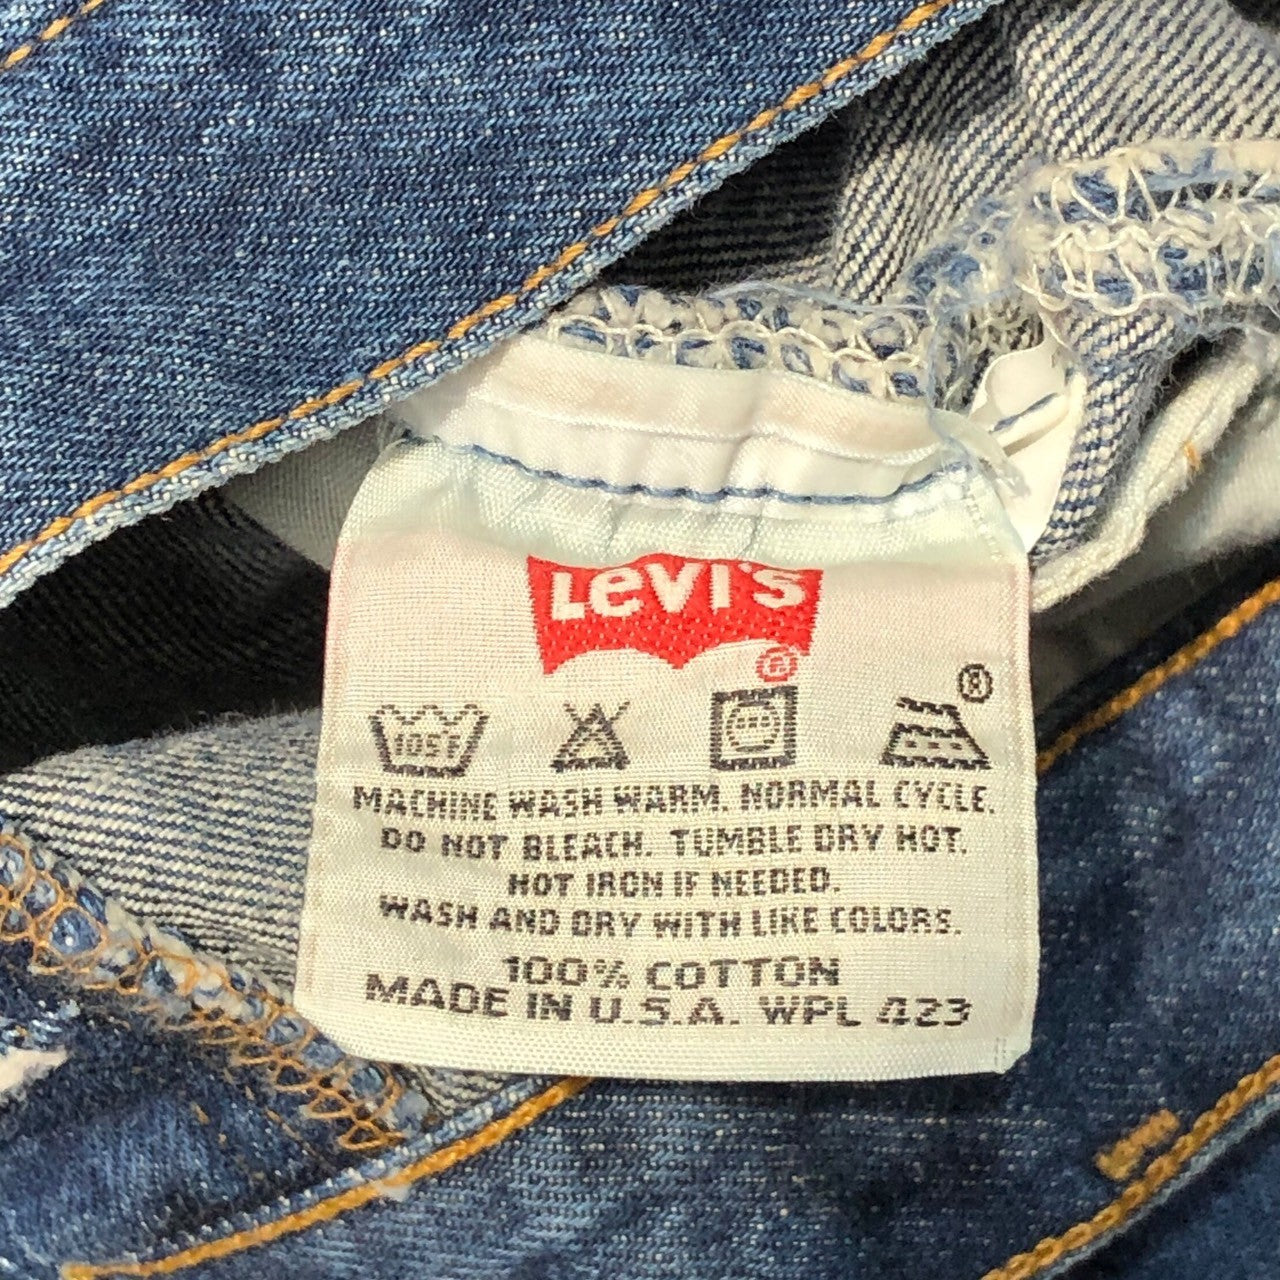 LEVI'S
®
®
105°F
MACHINE WASH WARM. NORMAL CYCLE.
DO NOT BLEACH. TUMBLE DRY HOT.
HOT IRON IF NEEDED.
WASH AND DRY WITH LIKE COLORS.
100% COTTON
MADE IN U.S.A. WPL 423